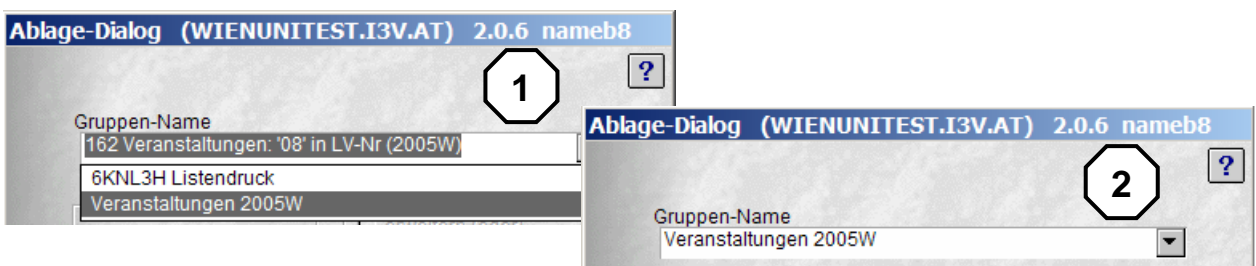 Ablage-Dialog (WIENUNITEST.I3V.AT) 2.0.6 nameb8
1
?
Gruppen-Name
162 Veranstaltungen: '08' in LV-Nr (2005W)
6KNL3H Listendruck
Veranstaltungen 2005W
Ablage-Dialog (WIENUNITEST.I3V.AT) 2.0.6 nameb8
2
?
Gruppen-Name
Veranstaltungen 2005W